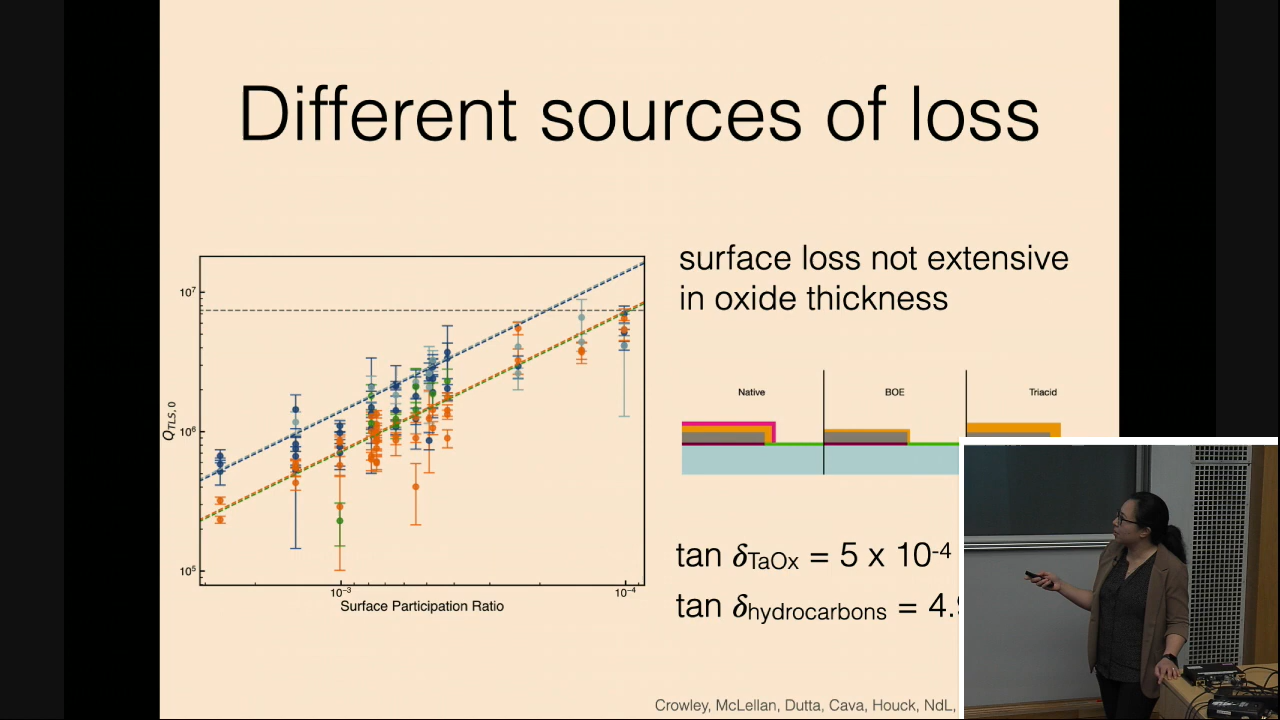 Different sources of loss
surface loss not extensive
in oxide thickness
10⁷
10⁶
10⁵
Q_TLS, 0
10⁻³
10⁻⁴
Surface Participation Ratio
Native
BOE
Triacid
tan δTaOx = 5 x 10⁻⁴
tan δhydrocarbons = 4.
Crowley, McLellan, Dutta, Cava, Houck, NdL,